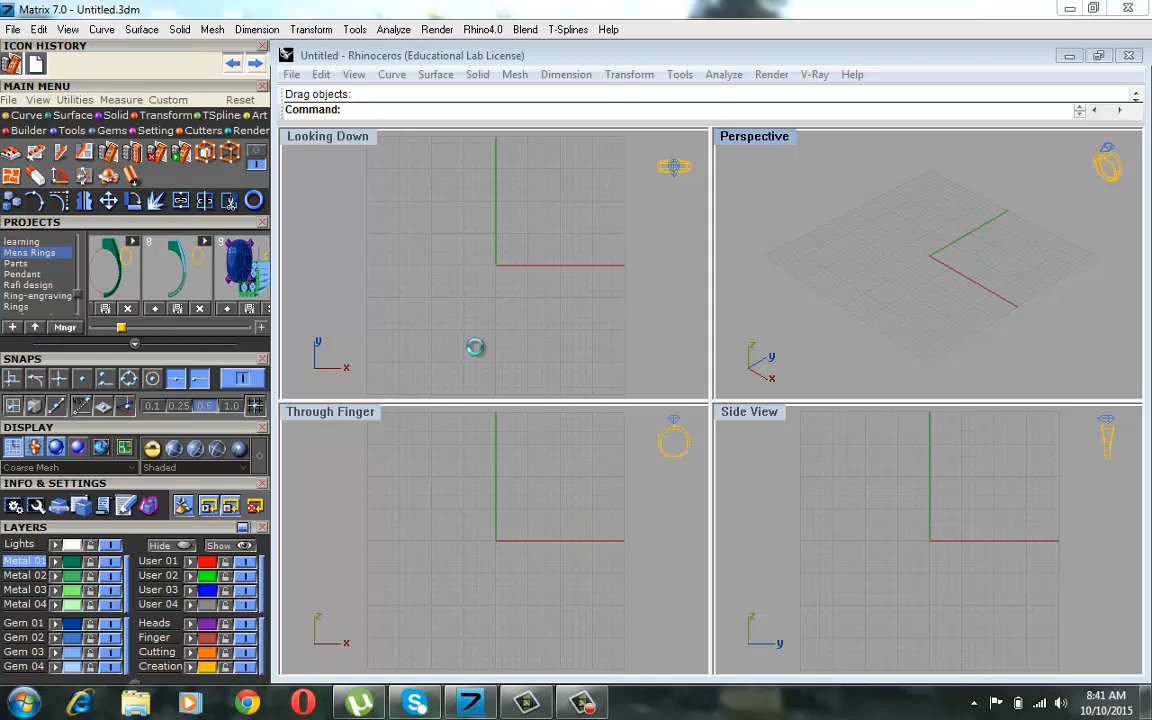 Matrix 7.0 - Untitled.3dm
File Edit View Curve Surface Solid Mesh Dimension Transform Tools Analyze Render Rhino4.0 Blend T-Splines Help
ICON HISTORY
MAIN MENU
File View Utilities Measure Custom Reset
Curve Surface Solid Transform TSpline Art
Builder Tools Gems Setting Cutters Render
PROJECTS
learning
Mens Rings
Parts
Pendant
Rafi design
Ring-engraving
Rings
8
9
+ Mngr +
SNAPS
0.1 0.25 0.5 1.0
DISPLAY
Coarse Mesh Shaded
INFO & SETTINGS
LAYERS
Lights Hide Show
Metal 01 User 01
Metal 02 User 02
Metal 03 User 03
Metal 04 User 04
Gem 01 Heads
Gem 02 Finger
Gem 03 Cutting
Gem 04 Creation
Untitled - Rhinoceros (Educational Lab License)
File Edit View Curve Surface Solid Mesh Dimension Transform Tools Analyze Render V-Ray Help
Drag objects:
Command:
Looking Down
y
x
Perspective
z
y
x
Through Finger
z
x
Side View
z
y
8:41 AM
10/10/2015